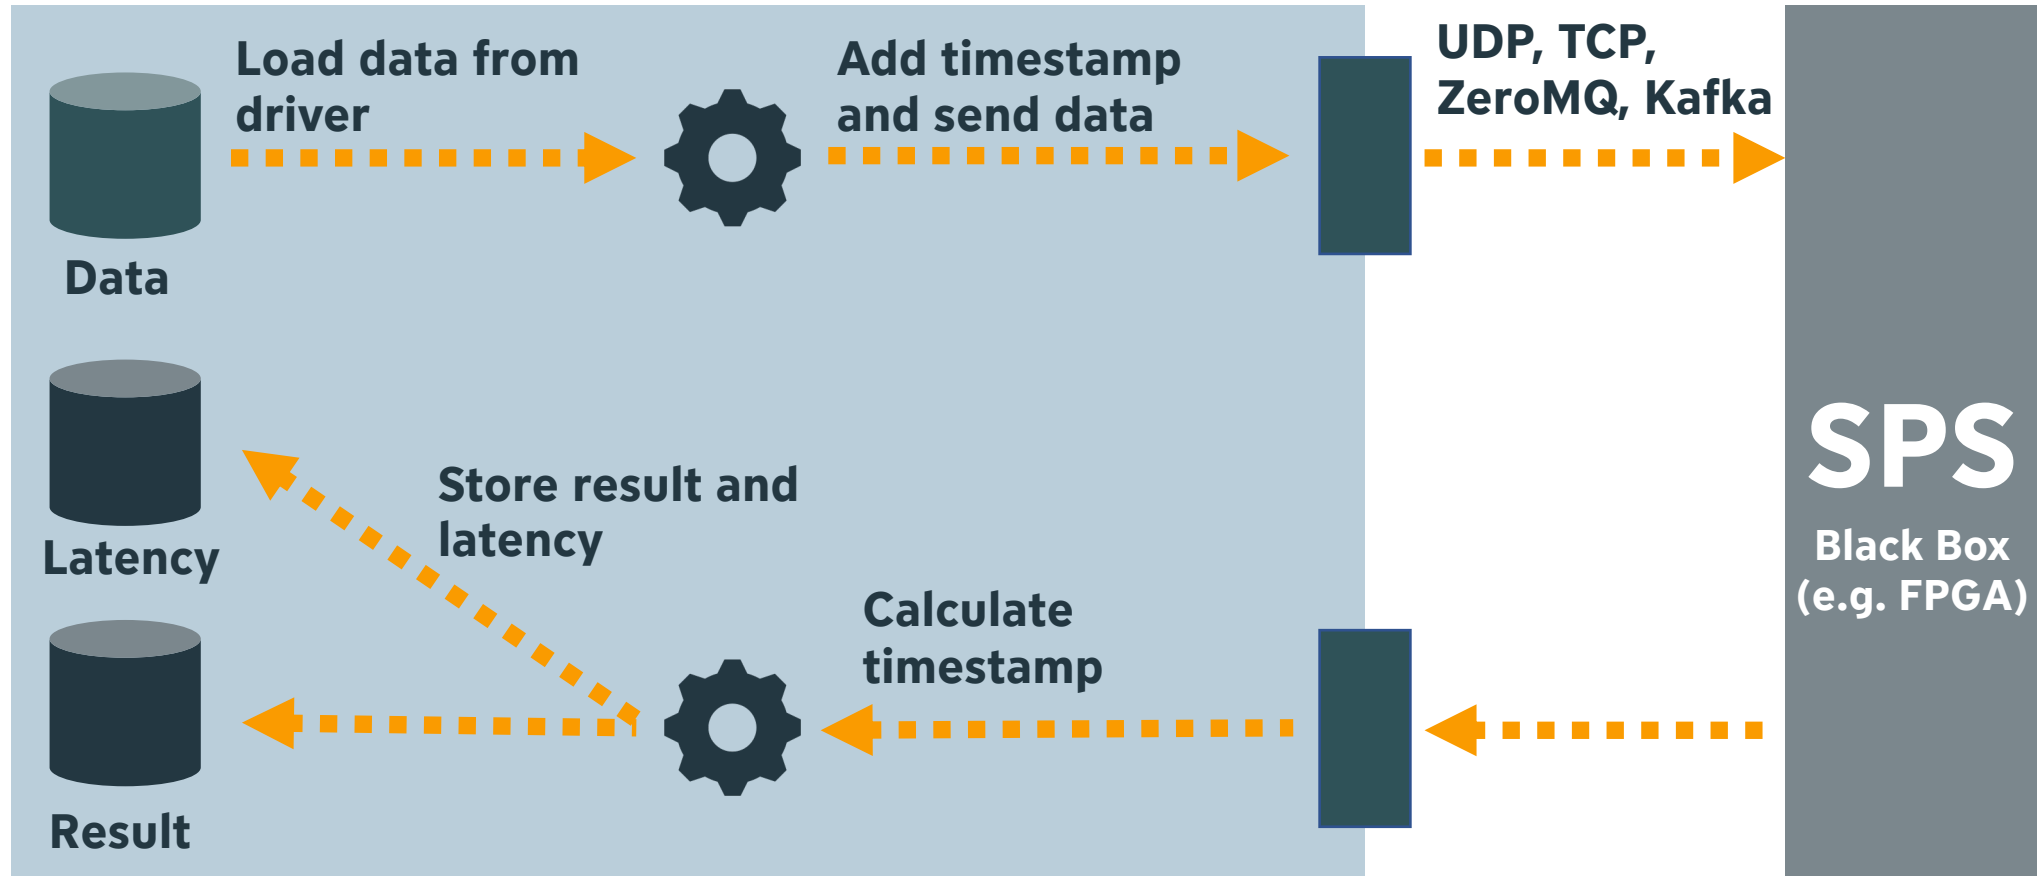 Load data from
driver
Add timestamp
and send data
UDP, TCP,
ZeroMQ, Kafka
Data
Latency
Store result and
latency
SPS
Black Box
(e.g. FPGA)
Calculate
timestamp
Result